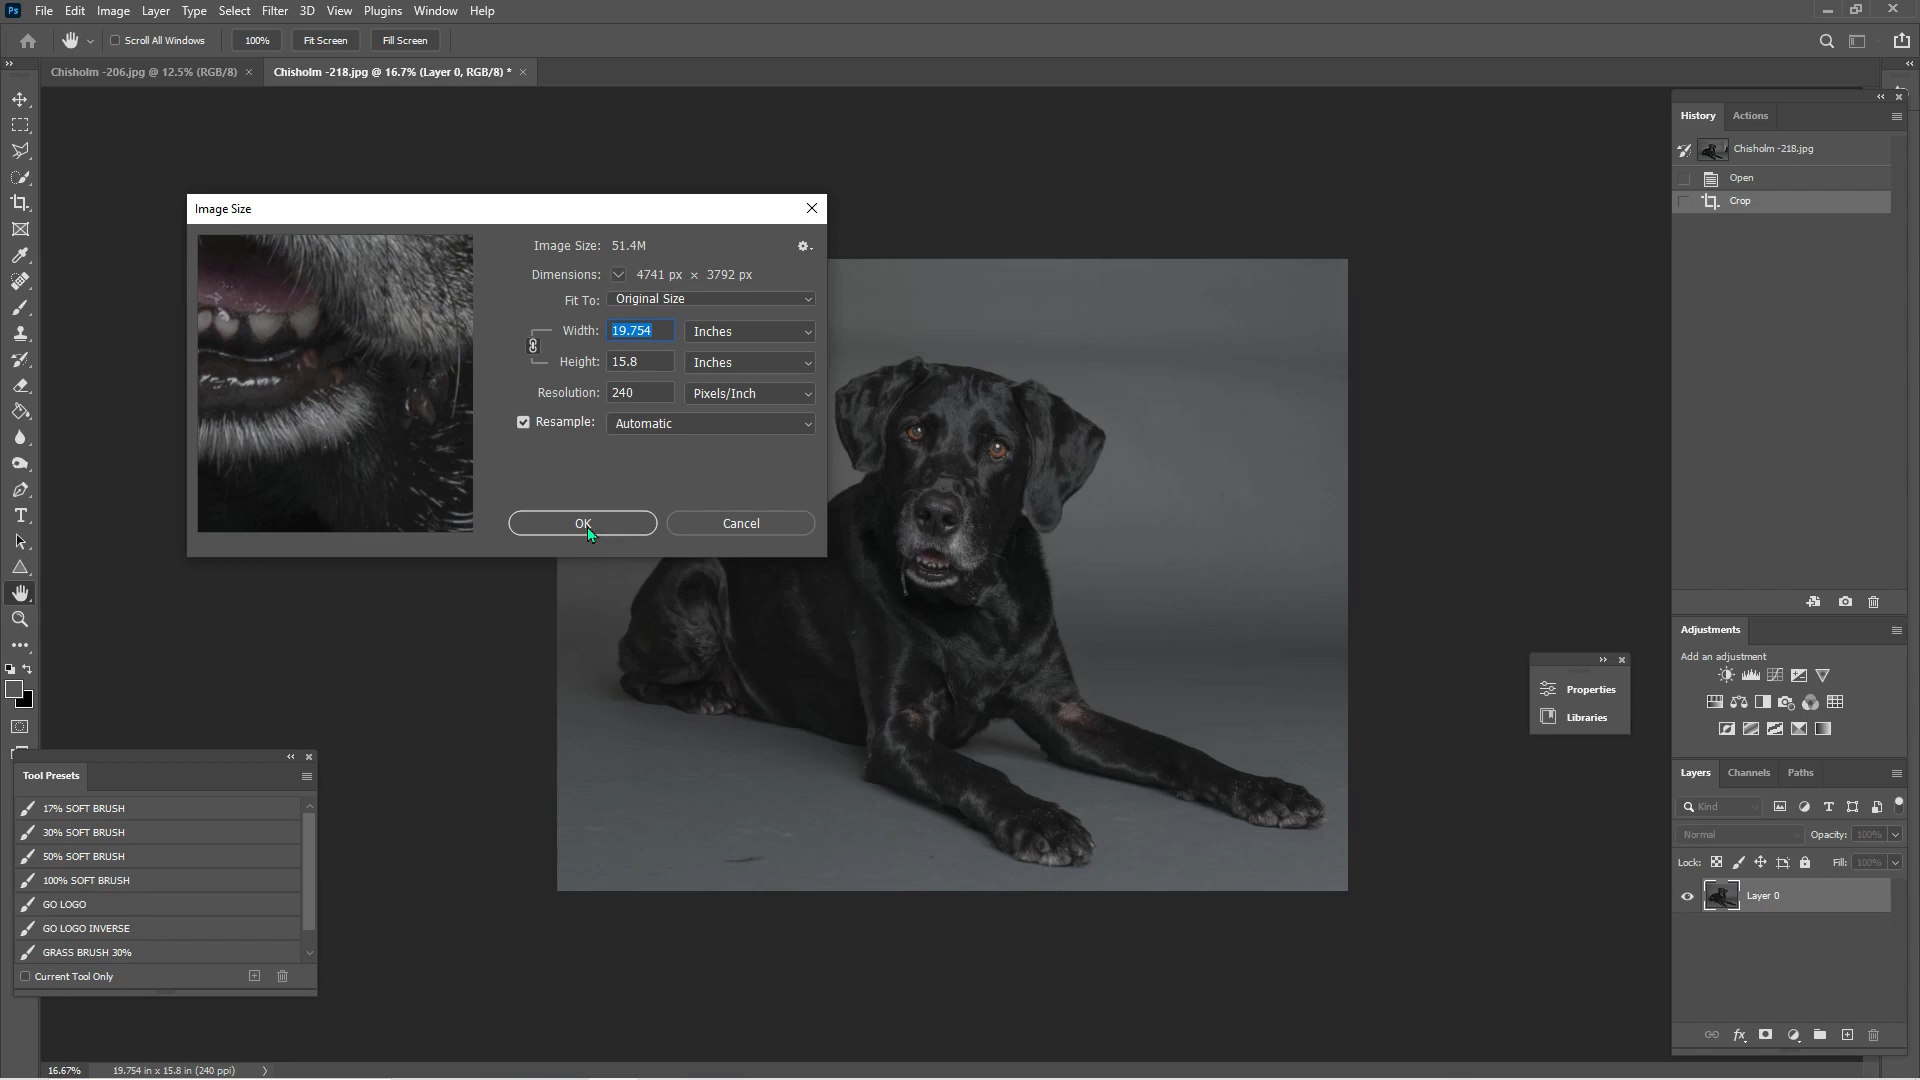 Ps File Edit Image Layer Type Select Filter 3D View Plugins Window Help
Scroll All Windows 100% Fit Screen Fill Screen
Chisholm -206.jpg @ 12.5% (RGB/8) × Chisholm -218.jpg @ 16.7% (Layer 0, RGB/8) * ×
Image Size
Image Size: 51.4M
Dimensions: 4741 px × 3792 px
Fit To: Original Size
Width: 19.754 Inches
Height: 15.8 Inches
Resolution: 240 Pixels/Inch
Resample: Automatic
OK Cancel
History Actions
Chisholm -218.jpg
Open
Crop
Adjustments
Add an adjustment
Properties
Libraries
Layers Channels Paths
Kind
Normal Opacity: 100%
Lock: Fill: 100%
Layer 0
Tool Presets
17% SOFT BRUSH
30% SOFT BRUSH
50% SOFT BRUSH
100% SOFT BRUSH
GO LOGO
GO LOGO INVERSE
GRASS BRUSH 30%
Current Tool Only
16.67% 19.754 in x 15.8 in (240 ppi)